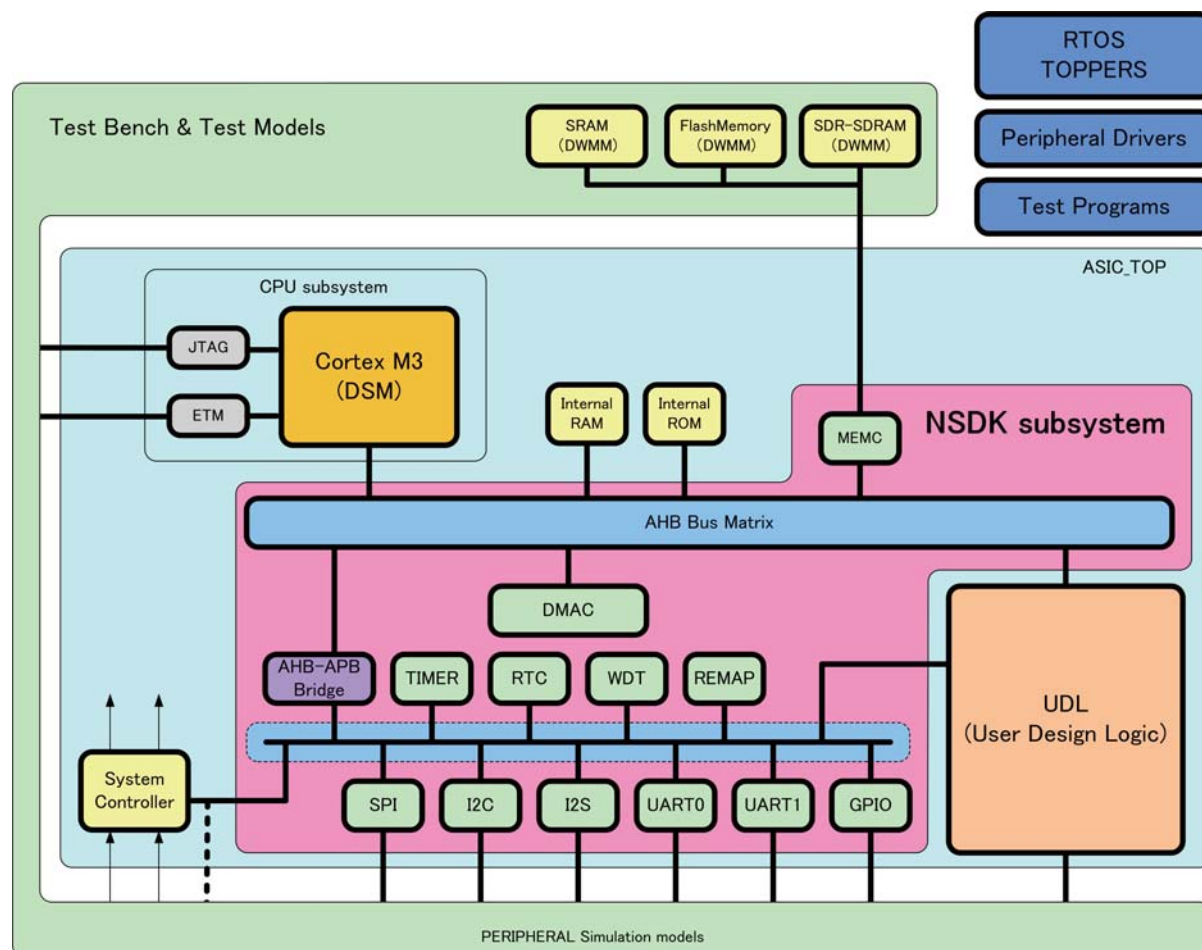 RTOS
TOPPERS
Test Bench & Test Models
SRAM
(DWMM)
FlashMemory
(DWMM)
SDR-SDRAM
(DWMM)
Peripheral Drivers
Test Programs
ASIC_TOP
CPU subsystem
JTAG
Cortex M3
(DSM)
ETM
Internal
RAM
Internal
ROM
MEMC
NSDK subsystem
AHB Bus Matrix
DMAC
AHB-APB
Bridge
TIMER
RTC
WDT
REMAP
UDL
(User Design Logic)
System
Controller
SPI
I2C
I2S
UART0
UART1
GPIO
PERIPHERAL Simulation models